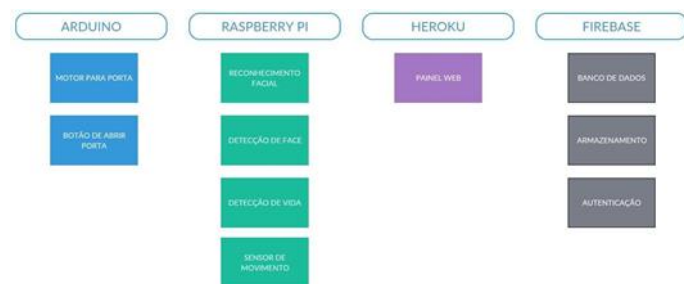 ARDUINO
RASPBERRY PI
HEROKU
FIREBASE
MOTOR PARA PORTA
RECONHECIMENTO
FACIAL
PAINEL WEB
BANCO DE DADOS
BOTÃO DE ABRIR
PORTA
DETECÇÃO DE FACE
ARMAZENAMENTO
DETECÇÃO DE VIDA
AUTENTICAÇÃO
SENSOR DE
MOVIMENTO